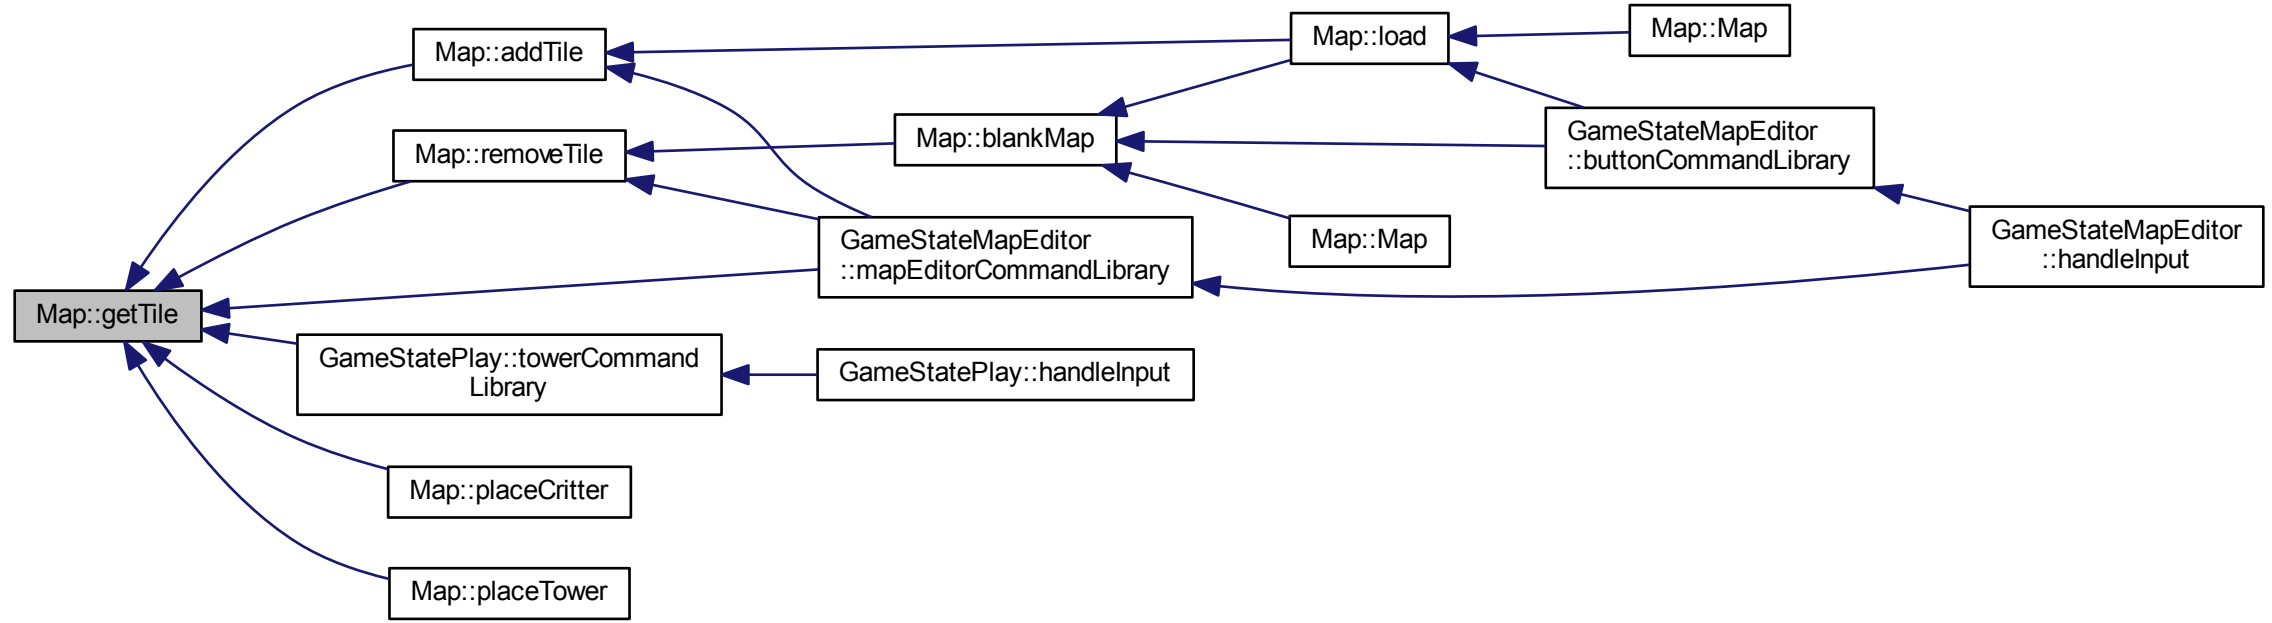 Map::getTile
Map::addTile
Map::removeTile
GameStateMapEditor
::mapEditorCommandLibrary
GameStatePlay::towerCommand
Library
Map::placeCritter
Map::placeTower
Map::blankMap
GameStatePlay::handleInput
Map::load
Map::Map
Map::Map
GameStateMapEditor
::buttonCommandLibrary
GameStateMapEditor
::handleInput